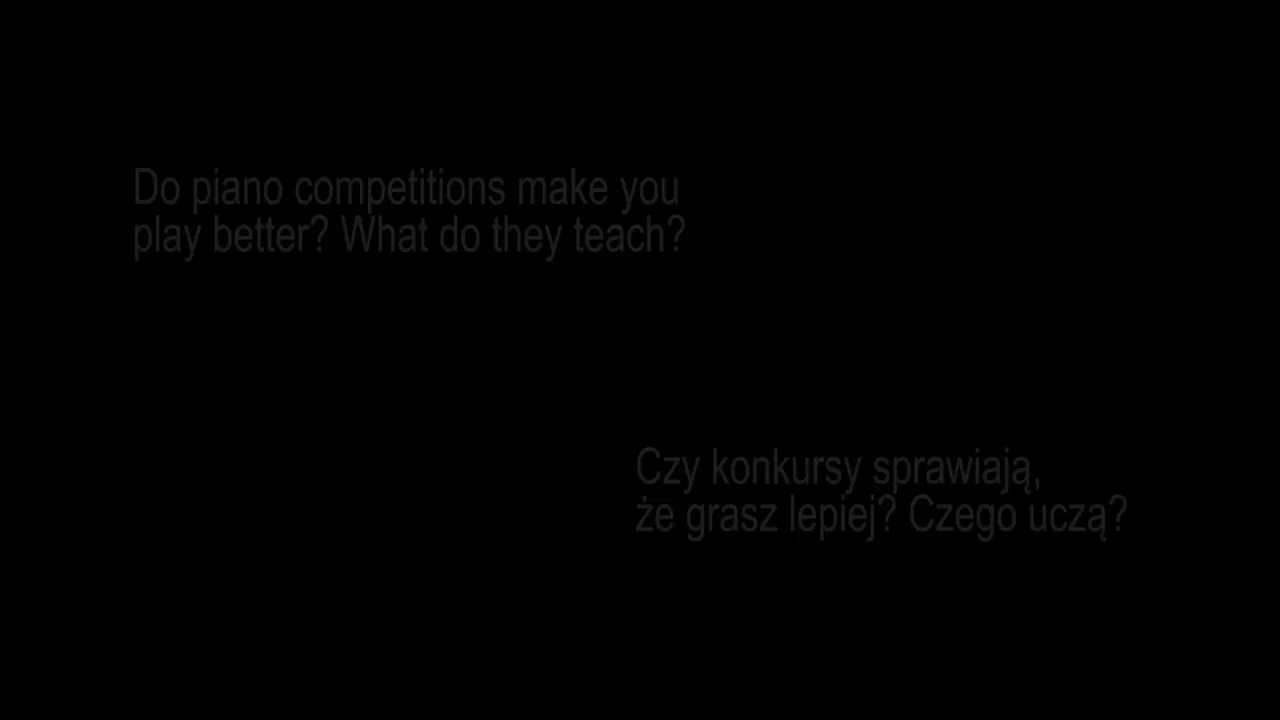 Do piano competitions make you
play better? What do they teach?
Czy konkursy sprawiają,
że grasz lepiej? Czego uczą?